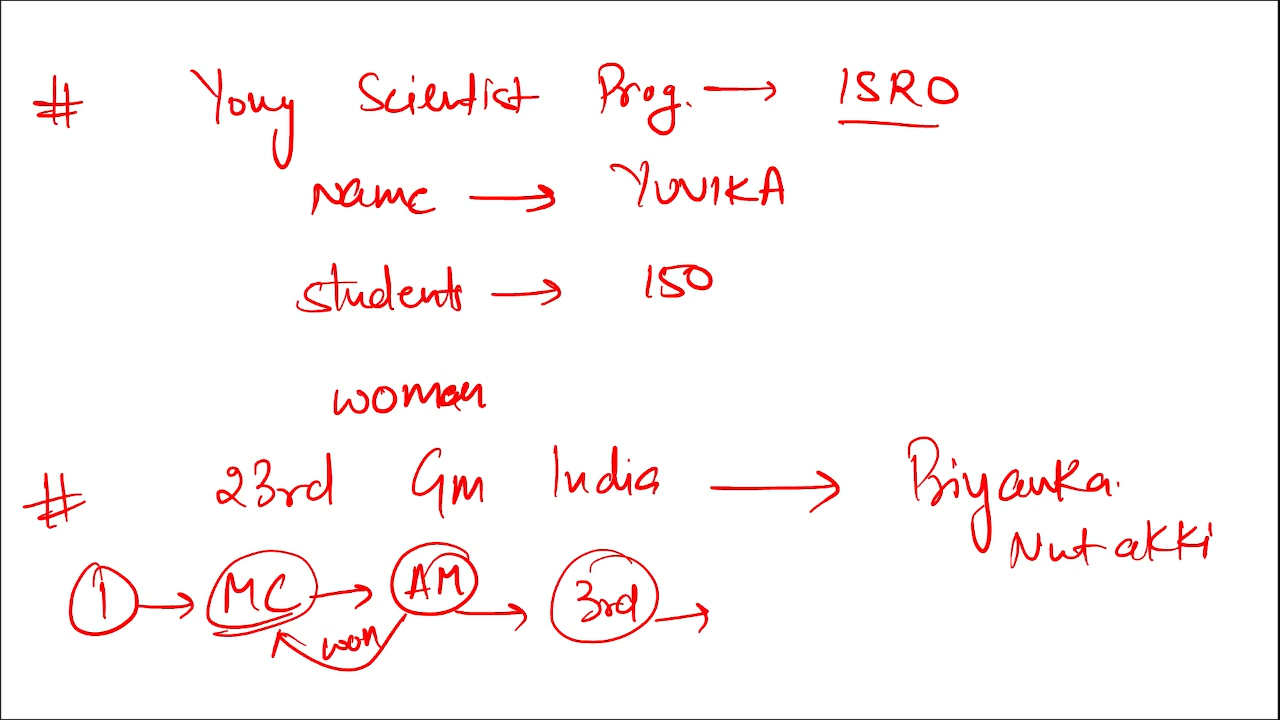 # Young Scientist Prog. → ISRO
Name → YUVIKA
Students → 150
woman
# 23rd GM India → Priyanka.
Nutakki
1 → MC → AM → 3rd →
won